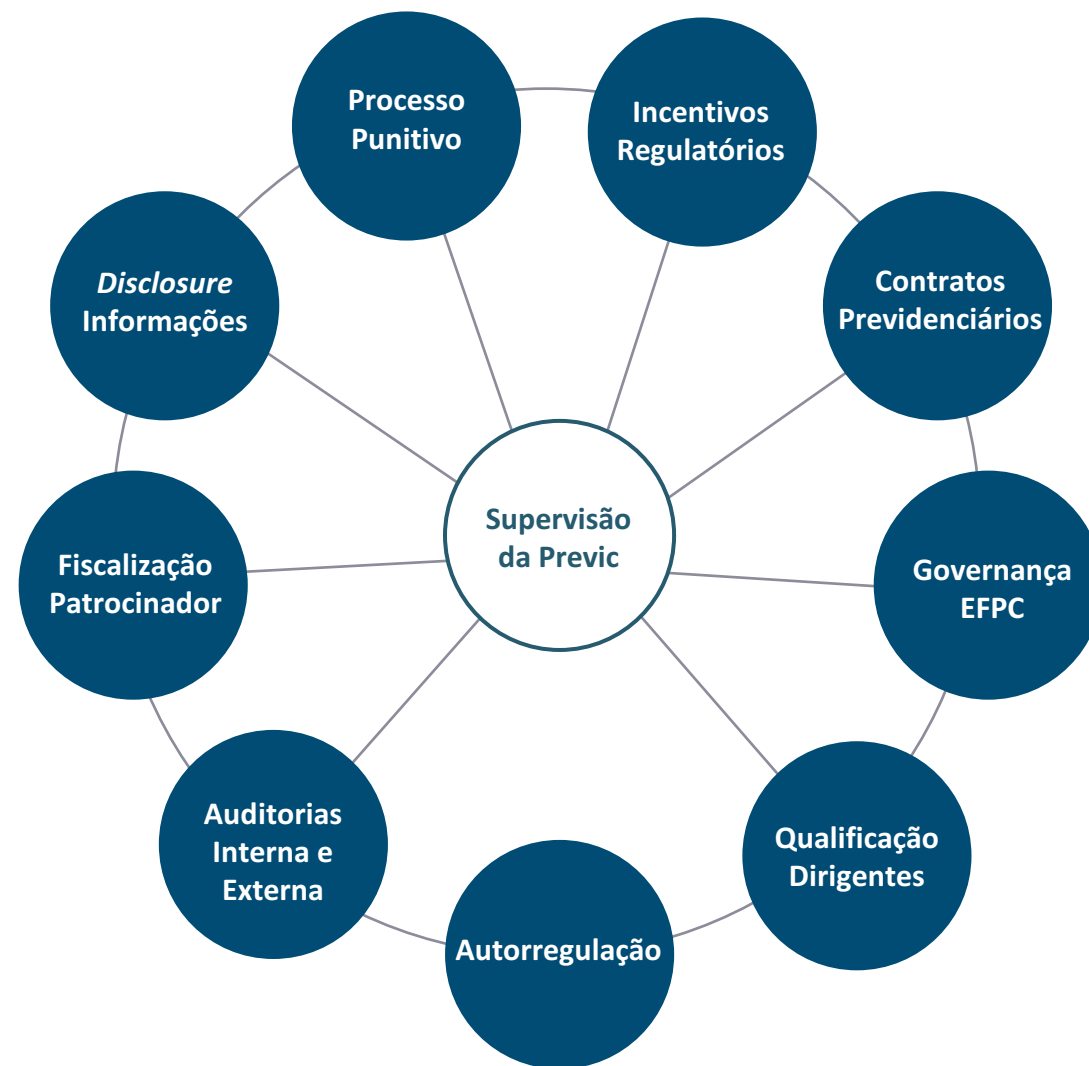 Processo
Punitivo
Incentivos
Regulatórios
Disclosure
Informações
Contratos
Previdenciários
Supervisão
da Previc
Fiscalização
Patrocinador
Governança
EFPC
Auditorias
Interna e
Externa
Qualificação
Dirigentes
Autorregulação